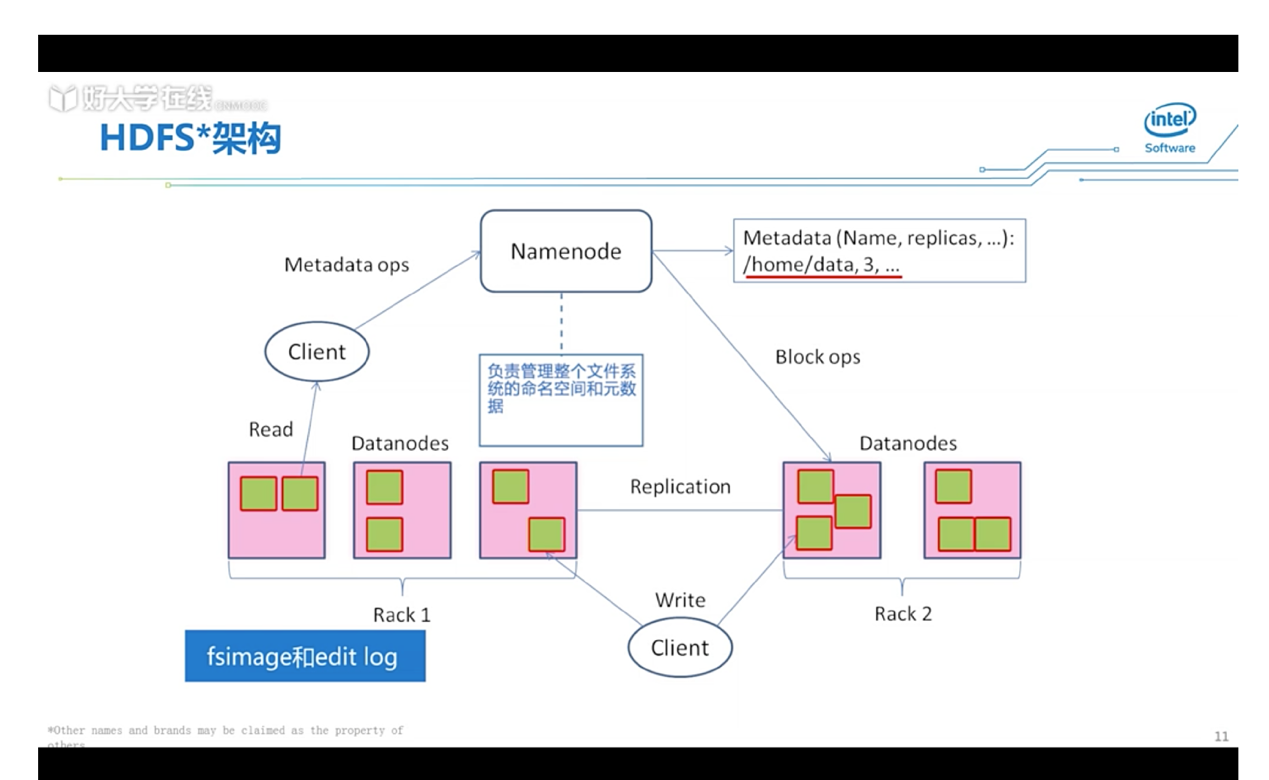 好大学在线
CNMOOC
HDFS*架构
intel
Software
Namenode
Metadata (Name, replicas, …):
/home/data, 3, …
Metadata ops
Client
Block ops
负责管理整个文件系
统的命名空间和元数
据
Read
Datanodes
Datanodes
Replication
Rack 1
Write
Rack 2
Client
fsimage和edit log
*Other names and brands may be claimed as the property of
others
11